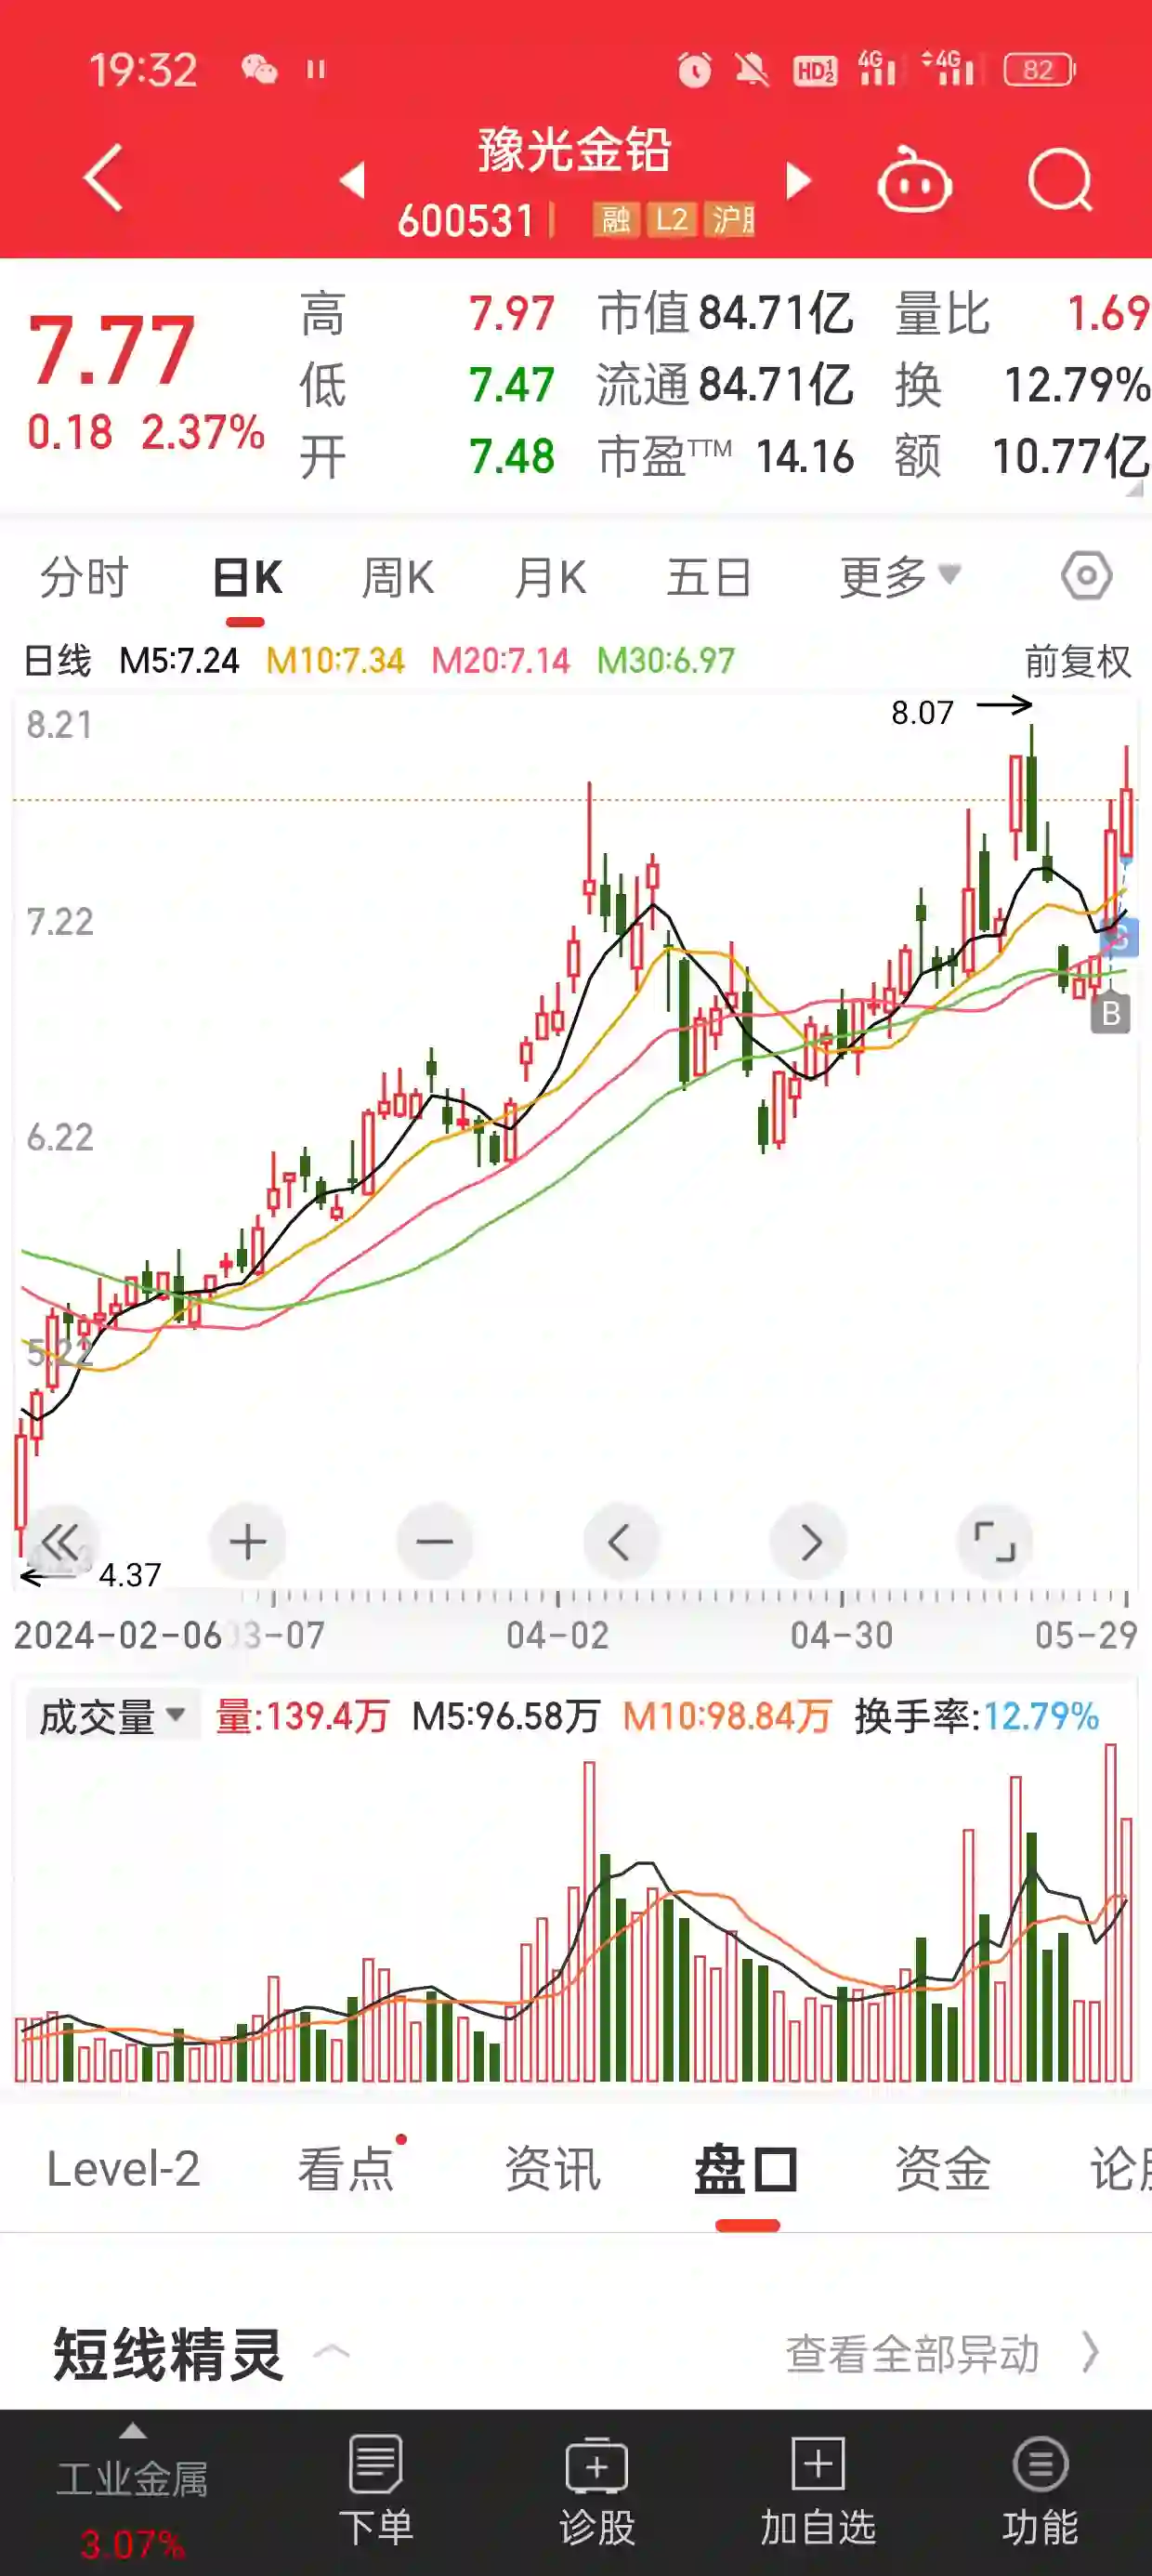 19:32 HD 1 2 4G 4G 82
豫光金铅
600531 融 L2 沪
7.77 高 7.97 市值 84.71亿 量比 1.69
低 7.47 流通 84.71亿 换 12.79%
0.18 2.37%
开 7.48 市盈TTM 14.16 额 10.77亿
分时 日K 周K 月K 五日 更多
日线 M5:7.24 M10:7.34 M20:7.14 M30:6.97 前复权
8.21
8.07
7.22
S
B
6.22
5.22
4.37
2024-02-06 03-07 04-02 04-30 05-29
成交量 量:139.4万 M5:96.58万 M10:98.84万 换手率:12.79%
Level-2 看点 资讯 盘口 资金 论股
短线精灵 查看全部异动
工业金属
3.07%
下单 诊股 加自选 功能